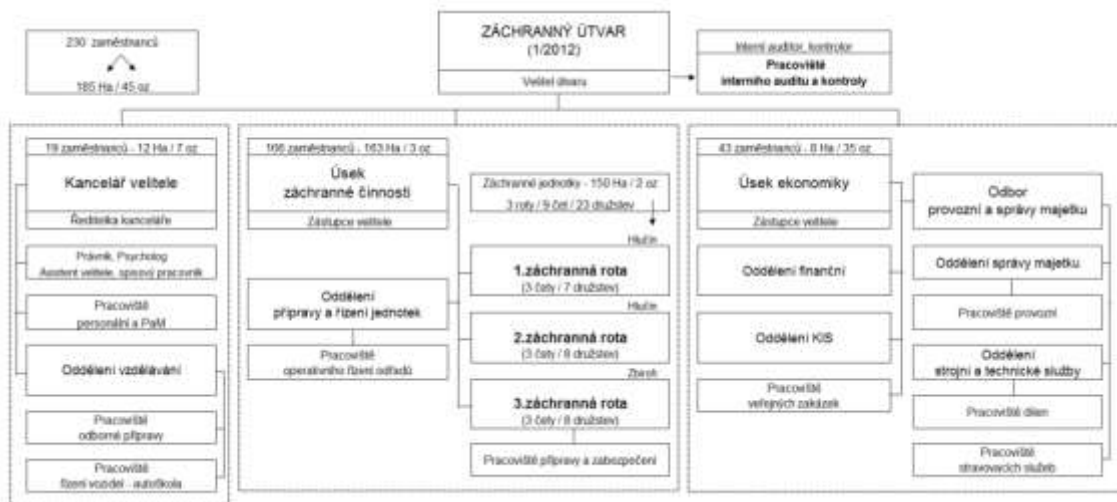 230 zaměstnanců
185 Ha / 45 oz
ZÁCHRANNÝ ÚTVAR
(1/2012)
Velitel útvaru
Interní auditor, kontrolor
Pracoviště
interního auditu a kontroly
19 zaměstnanců - 12 Ha / 7 oz
Kancelář velitele
Ředitelka kanceláře
Právník, Psycholog
Asistent velitele, spisový pracovník
Pracoviště
personální a PaM
Oddělení vzdělávání
Pracoviště
odborné přípravy
Pracoviště
řízení vozidel - autoškola
166 zaměstnanců - 163 Ha / 3 oz
Úsek
záchranné činnosti
Zástupce velitele
Oddělení
přípravy a řízení jednotek
Pracoviště
operativního řízení odřadů
Záchranné jednotky - 150 Ha / 2 oz
3 roty / 9 čet / 23 družstev
Hlučín
1.záchranná rota
(3 čety / 7 družstev)
Hlučín
2.záchranná rota
(3 čety / 8 družstev)
Zbiroh
3.záchranná rota
(3 čety / 8 družstev)
Pracoviště přípravy a zabezpečení
43 zaměstnanců - 8 Ha / 35 oz
Úsek ekonomiky
Zástupce velitele
Oddělení finanční
Oddělení KIS
Pracoviště
veřejných zakázek
Odbor
provozní a správy majetku
Oddělení správy majetku
Pracoviště provozní
Oddělení
strojní a technické služby
Pracoviště dílen
Pracoviště
stravovacích služeb